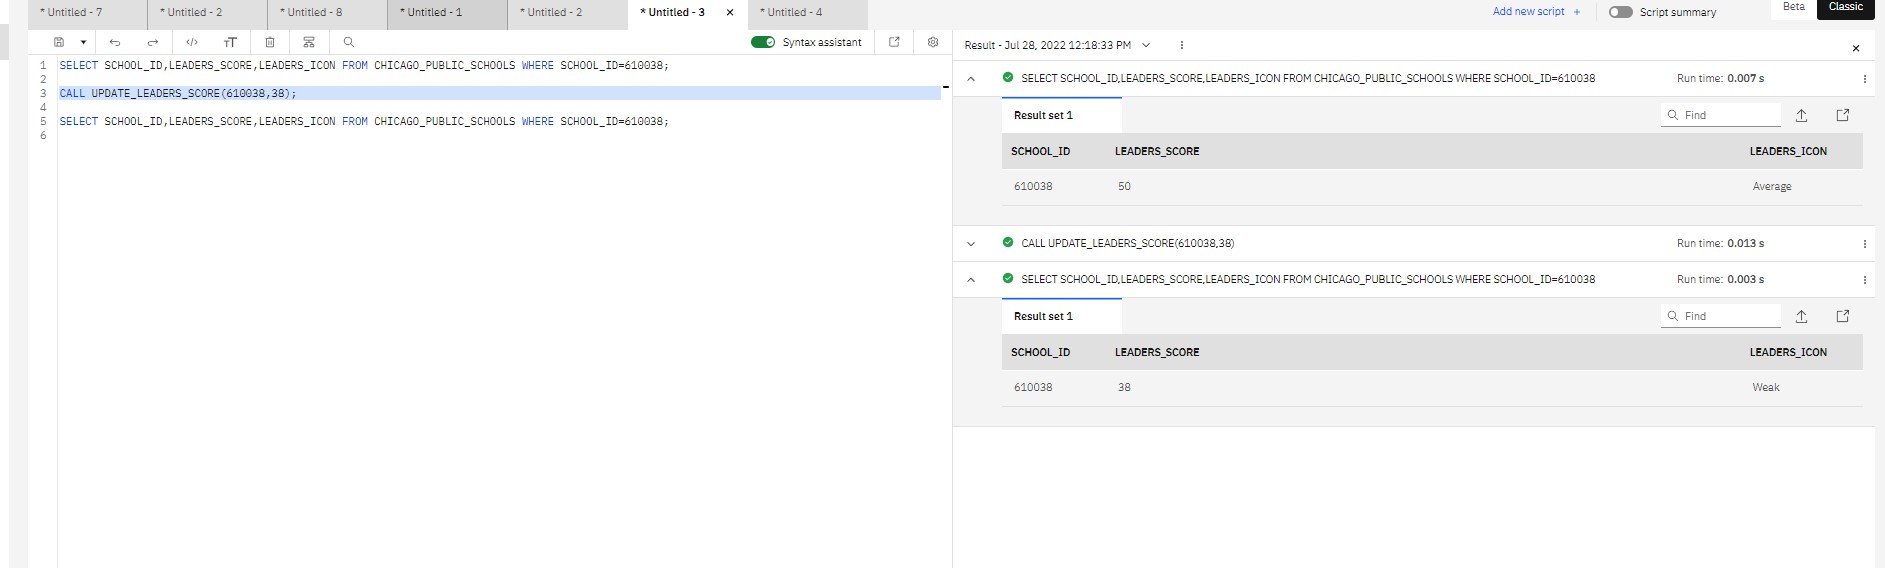 * Untitled - 7
* Untitled - 2
* Untitled - 8
* Untitled - 1
* Untitled - 2
* Untitled - 3 ×
* Untitled - 4
Add new script +
Script summary
Beta
Classic
</> TT
Syntax assistant
1 SELECT SCHOOL_ID,LEADERS_SCORE,LEADERS_ICON FROM CHICAGO_PUBLIC_SCHOOLS WHERE SCHOOL_ID=610038;
2
3 CALL UPDATE_LEADERS_SCORE(610038,38);
4
5 SELECT SCHOOL_ID,LEADERS_SCORE,LEADERS_ICON FROM CHICAGO_PUBLIC_SCHOOLS WHERE SCHOOL_ID=610038;
6
Result - Jul 28, 2022 12:18:33 PM
SELECT SCHOOL_ID,LEADERS_SCORE,LEADERS_ICON FROM CHICAGO_PUBLIC_SCHOOLS WHERE SCHOOL_ID=610038 Run time: 0.007 s
Result set 1 Find
SCHOOL_ID LEADERS_SCORE LEADERS_ICON
610038 50 Average
CALL UPDATE_LEADERS_SCORE(610038,38) Run time: 0.013 s
SELECT SCHOOL_ID,LEADERS_SCORE,LEADERS_ICON FROM CHICAGO_PUBLIC_SCHOOLS WHERE SCHOOL_ID=610038 Run time: 0.003 s
Result set 1 Find
SCHOOL_ID LEADERS_SCORE LEADERS_ICON
610038 38 Weak